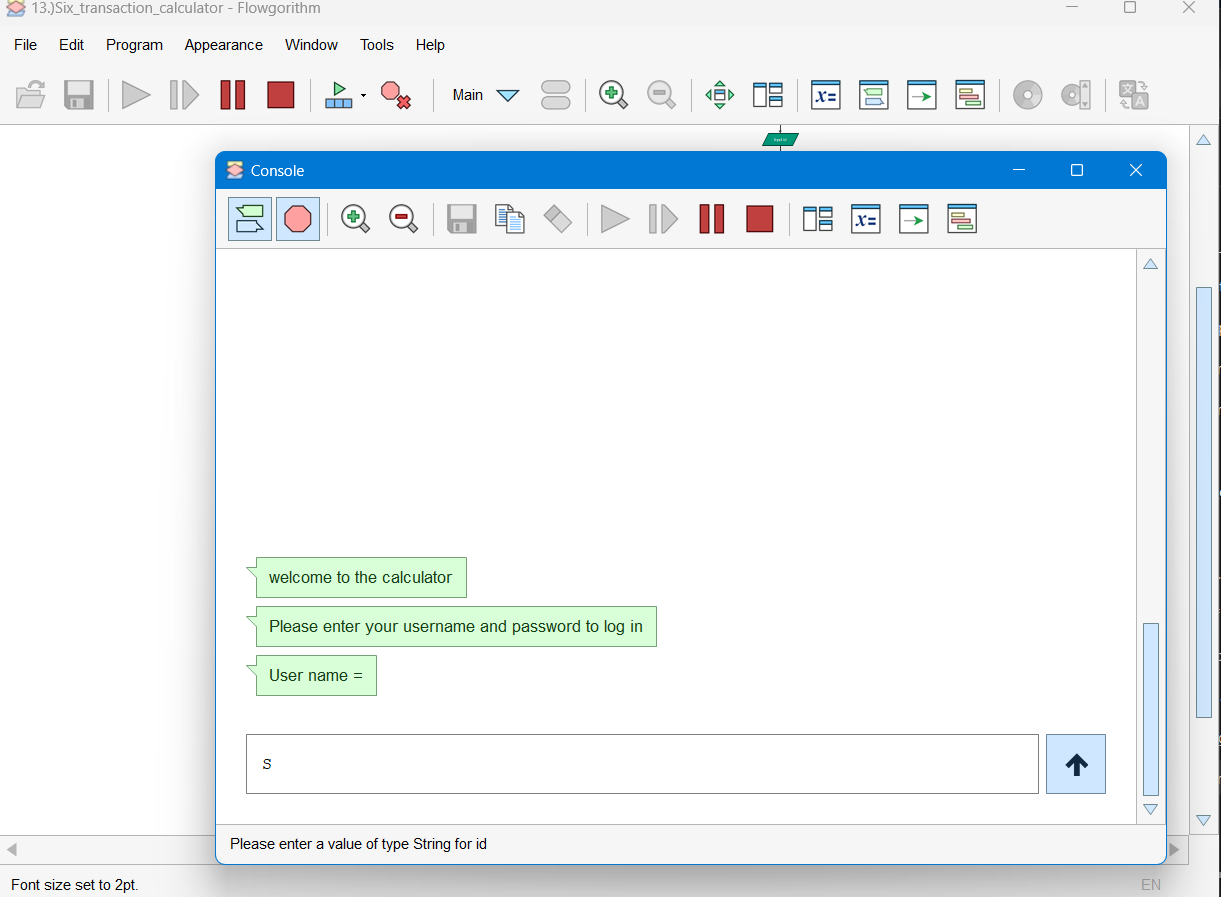 13.)Six_transaction_calculator - Flowgorithm
File Edit Program Appearance Window Tools Help
Main
Console
welcome to the calculator
Please enter your username and password to log in
User name =
S
Please enter a value of type String for id
Font size set to 2pt.
EN